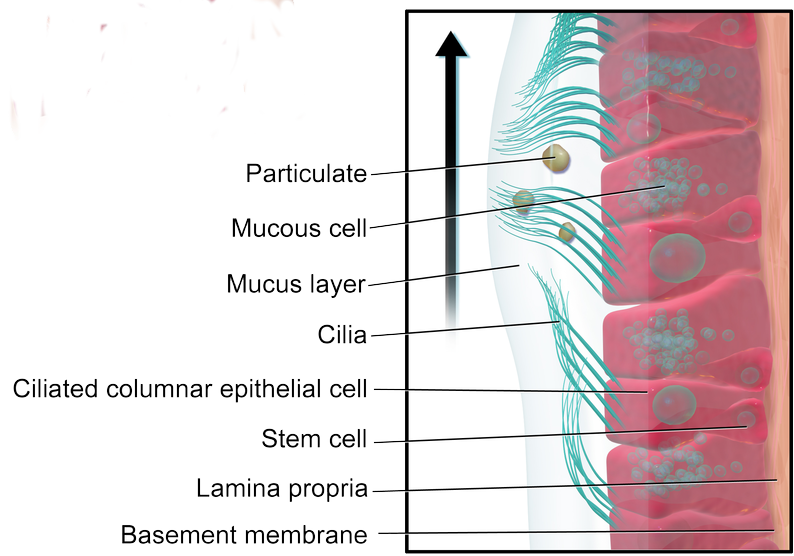 Particulate
Mucous cell
Mucus layer
Cilia
Ciliated columnar epithelial cell
Stem cell
Lamina propria
Basement membrane